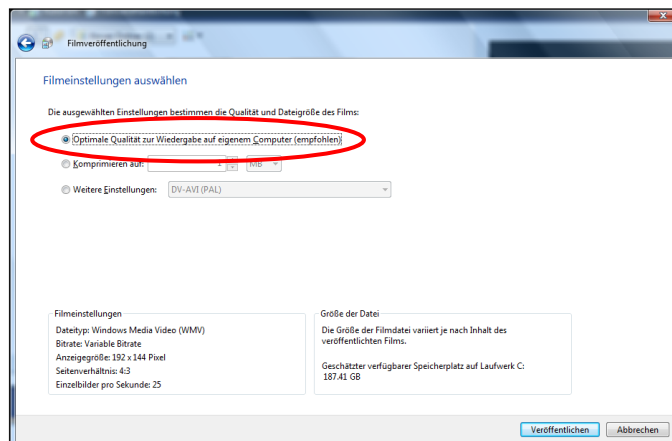 Filmveröffentlichung
Filmeinstellungen auswählen
Die ausgewählten Einstellungen bestimmen die Qualität und Dateigröße des Films:
Optimale Qualität zur Wiedergabe auf eigenem Computer (empfohlen)
Komprimieren auf: MB
Weitere Einstellungen: DV-AVI (PAL)
Filmeinstellungen
Dateityp: Windows Media Video (WMV)
Bitrate: Variable Bitrate
Anzeigegröße: 192 x 144 Pixel
Seitenverhältnis: 4:3
Einzelbilder pro Sekunde: 25
Größe der Datei
Die Größe der Filmdatei variiert je nach Inhalt des
veröffentlichten Films.
Geschätzter verfügbarer Speicherplatz auf Laufwerk C:
187.41 GB
Veröffentlichen Abbrechen